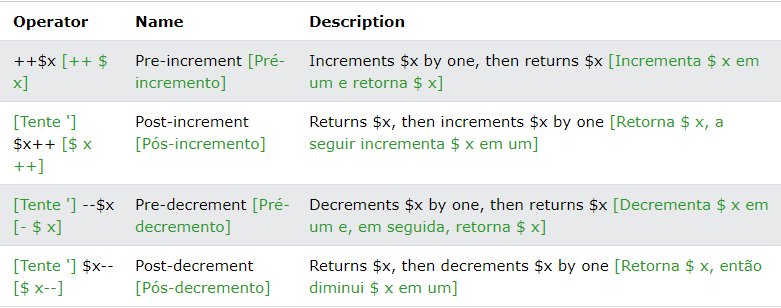 Operator Name Description
++$x [++ $ Pre-increment [Pré- Increments $x by one, then returns $x [Incrementa $ x em
x] incremento] um e retorna $ x]
[Tente '] Post-increment Returns $x, then increments $x by one [Retorna $ x, a
$x++ [$ x [Pós-incremento] seguir incrementa $ x em um]
++]
[Tente '] --$x Pre-decrement [Pré- Decrements $x by one, then returns $x [Decrementa $ x em
[- $ x] decremento] um e, em seguida, retorna $ x]
[Tente '] $x-- Post-decrement Returns $x, then decrements $x by one [Retorna $ x, então
[$ x--] [Pós-decremento] diminui $ x em um]